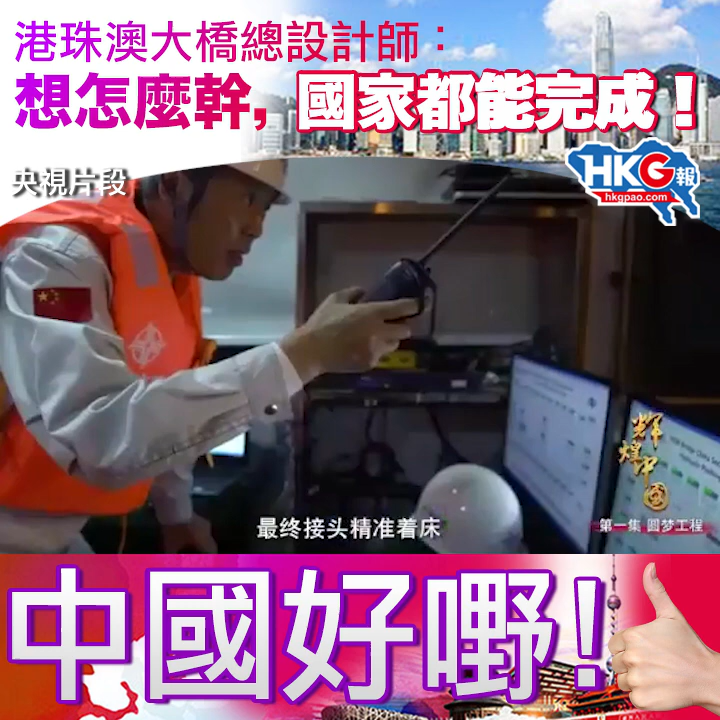 港珠澳大橋總設計師：
想怎麼幹, 國家都能完成！
HKG報
hkgpao.com
央視片段
輝煌中國
第一集 圆梦工程
最终接头精准着床
中國好嘢!